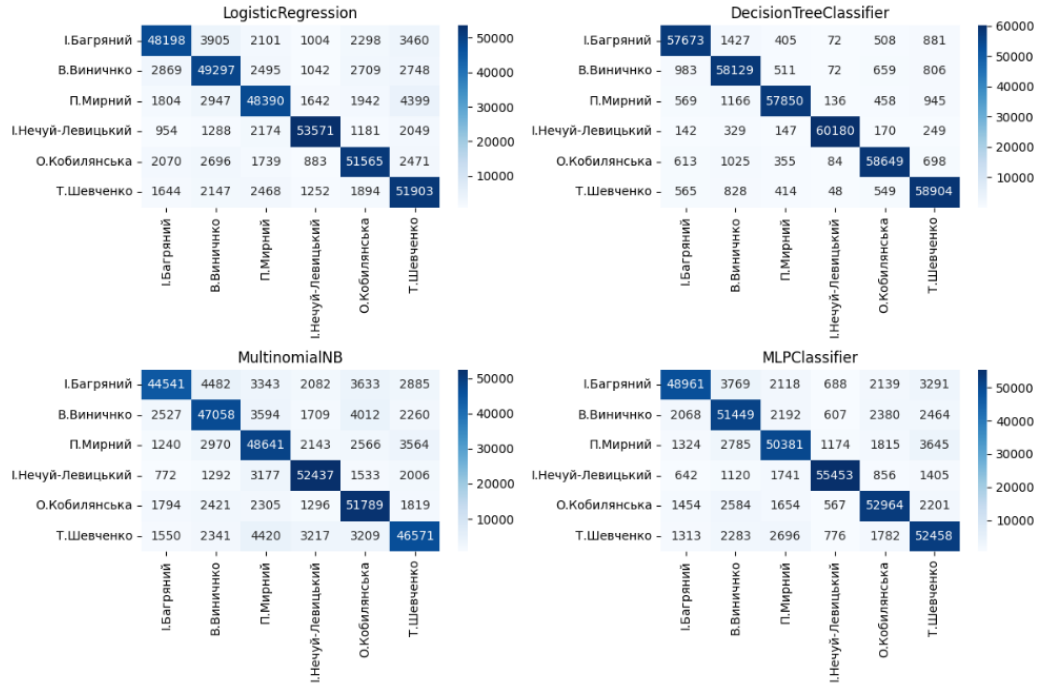 LogisticRegression
І.Багряний 48198 3905 2101 1004 2298 3460
В.Виничнко 2869 49297 2495 1042 2709 2748
П.Мирний 1804 2947 48390 1642 1942 4399
І.Нечуй-Левицький 954 1288 2174 53571 1181 2049
О.Кобилянська 2070 2696 1739 883 51565 2471
Т.Шевченко 1644 2147 2468 1252 1894 51903
І.Багряний
В.Виничнко
П.Мирний
І.Нечуй-Левицький
О.Кобилянська
Т.Шевченко
50000
40000
30000
20000
10000
DecisionTreeClassifier
І.Багряний 57673 1427 405 72 508 881
В.Виничнко 983 58129 511 72 659 806
П.Мирний 569 1166 57850 136 458 945
І.Нечуй-Левицький 142 329 147 60180 170 249
О.Кобилянська 613 1025 355 84 58649 698
Т.Шевченко 565 828 414 48 549 58904
І.Багряний
В.Виничнко
П.Мирний
І.Нечуй-Левицький
О.Кобилянська
Т.Шевченко
60000
50000
40000
30000
20000
10000
MultinomialNB
І.Багряний 44541 4482 3343 2082 3633 2885
В.Виничнко 2527 47058 3594 1709 4012 2260
П.Мирний 1240 2970 48641 2143 2566 3564
І.Нечуй-Левицький 772 1292 3177 52437 1533 2006
О.Кобилянська 1794 2421 2305 1296 51789 1819
Т.Шевченко 1550 2341 4420 3217 3209 46571
І.Багряний
В.Виничнко
П.Мирний
І.Нечуй-Левицький
О.Кобилянська
Т.Шевченко
50000
40000
30000
20000
10000
MLPClassifier
І.Багряний 48961 3769 2118 688 2139 3291
В.Виничнко 2068 51449 2192 607 2380 2464
П.Мирний 1324 2785 50381 1174 1815 3645
І.Нечуй-Левицький 642 1120 1741 55453 856 1405
О.Кобилянська 1454 2584 1654 567 52964 2201
Т.Шевченко 1313 2283 2696 776 1782 52458
І.Багряний
В.Виничнко
П.Мирний
І.Нечуй-Левицький
О.Кобилянська
Т.Шевченко
50000
40000
30000
20000
10000